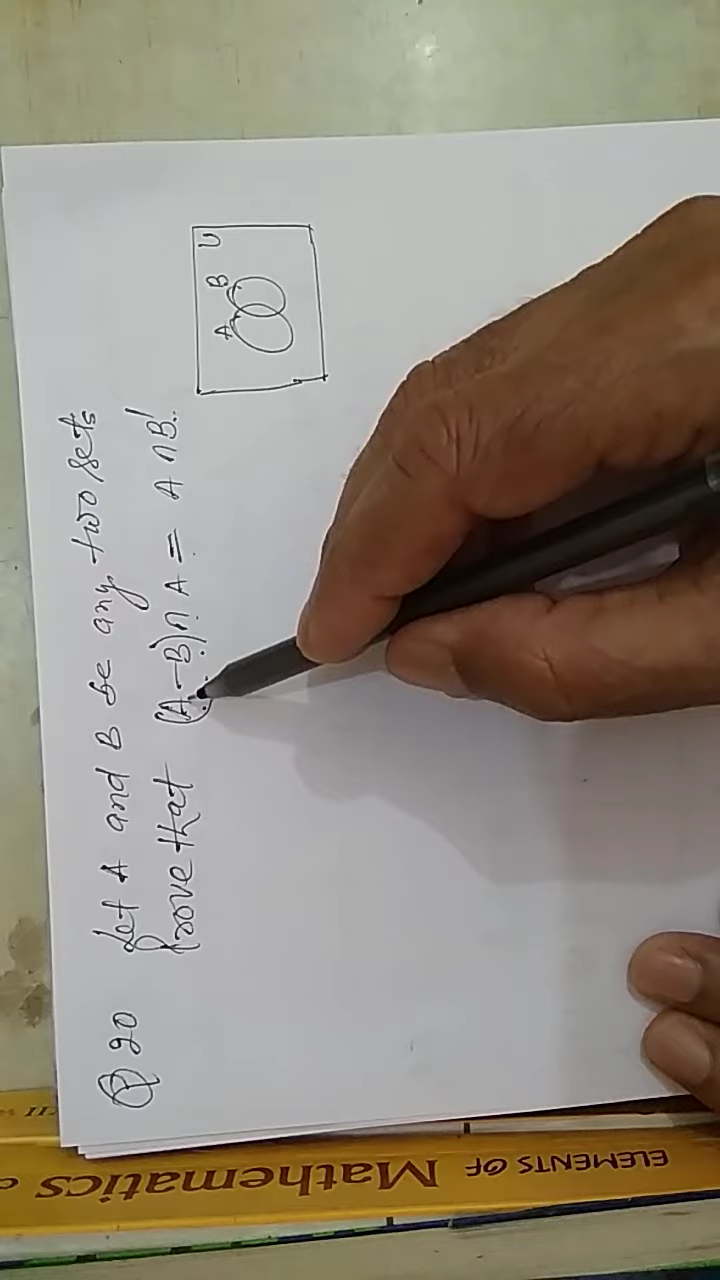 Q 20 Let A and B be any two sets
Prove that (A-B)∩A = A∩B'.
A B U
ELEMENTS OF Mathematics